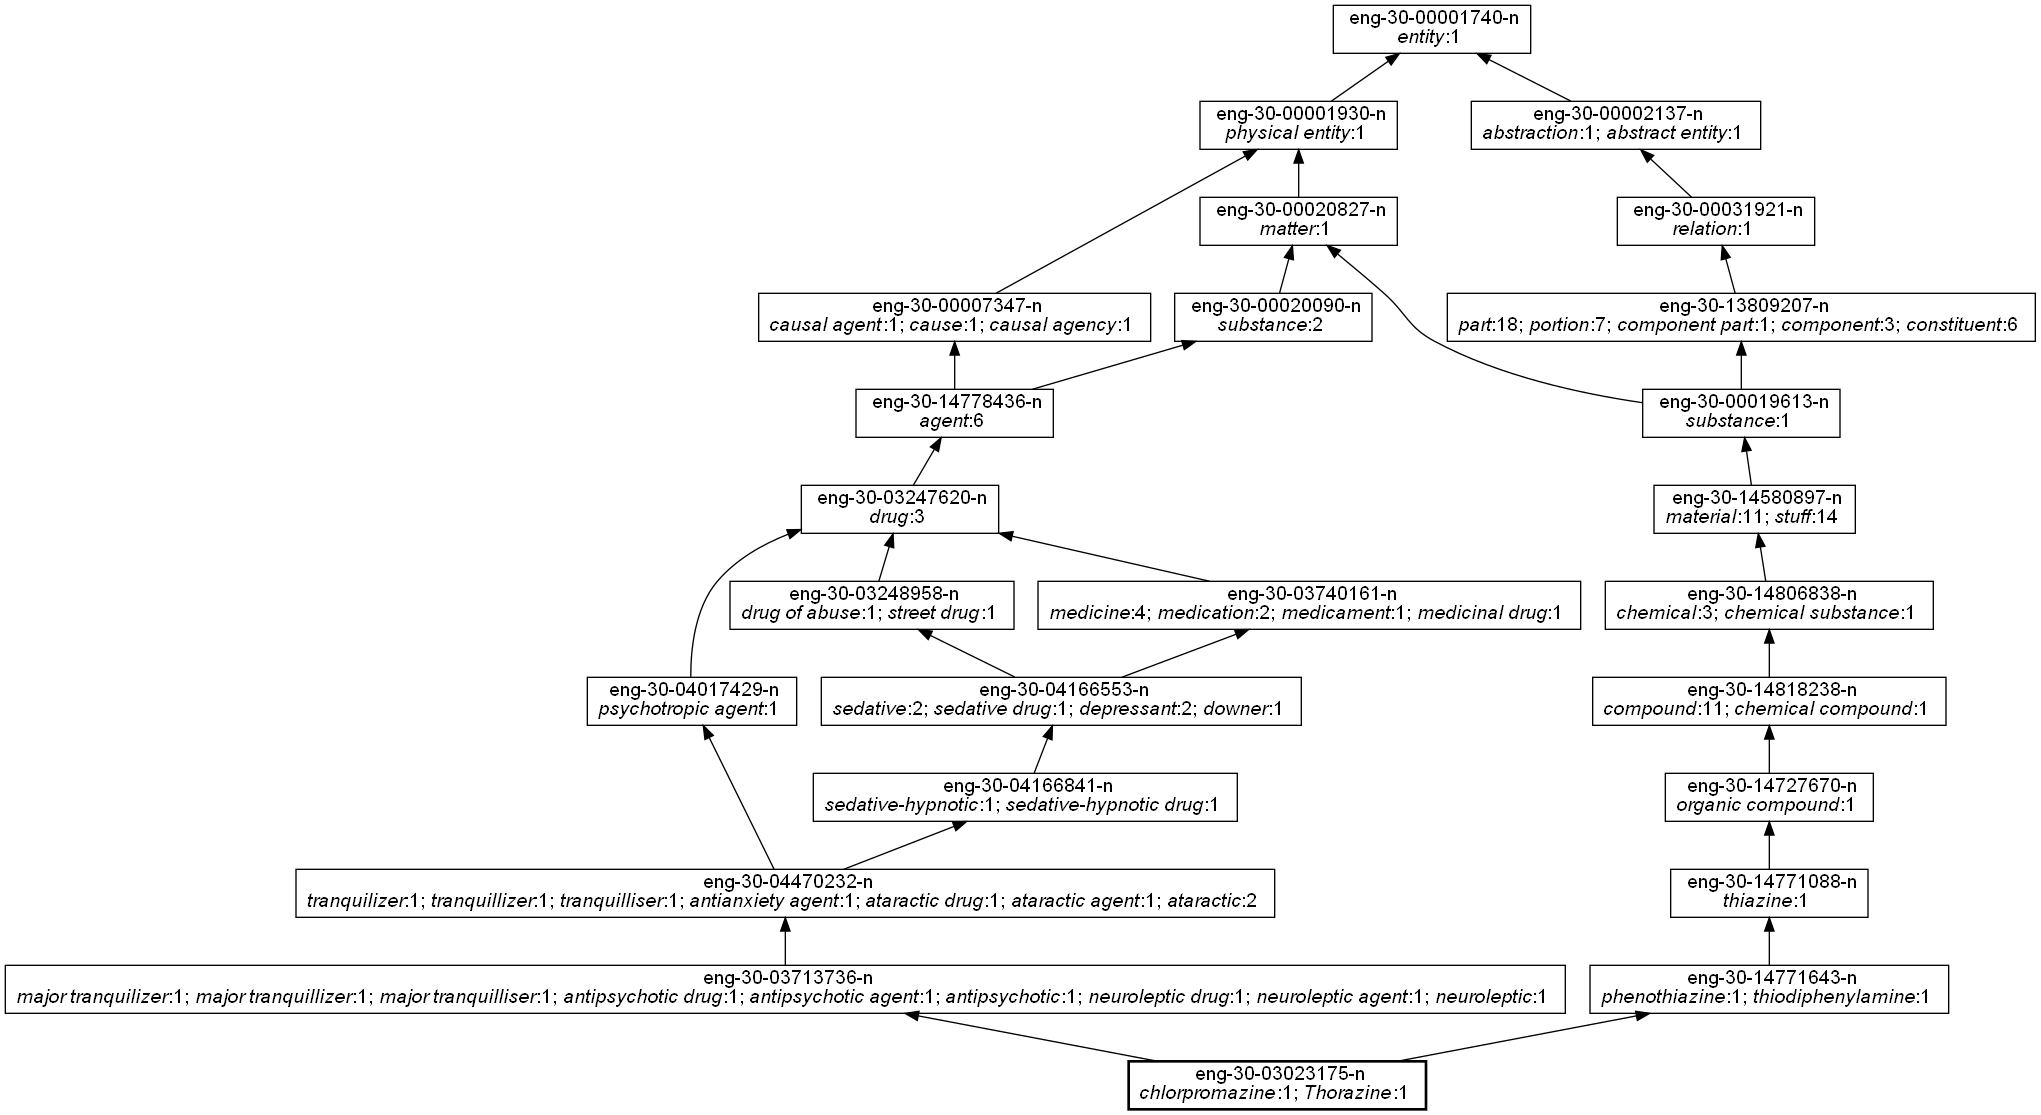 eng-30-00001740-n
entity:1
eng-30-00001930-n
physical entity:1
eng-30-00002137-n
abstraction:1; abstract entity:1
eng-30-00020827-n
matter:1
eng-30-00031921-n
relation:1
eng-30-00007347-n
causal agent:1; cause:1; causal agency:1
eng-30-00020090-n
substance:2
eng-30-13809207-n
part:18; portion:7; component part:1; component:3; constituent:6
eng-30-14778436-n
agent:6
eng-30-00019613-n
substance:1
eng-30-03247620-n
drug:3
eng-30-14580897-n
material:11; stuff:14
eng-30-03248958-n
drug of abuse:1; street drug:1
eng-30-03740161-n
medicine:4; medication:2; medicament:1; medicinal drug:1
eng-30-14806838-n
chemical:3; chemical substance:1
eng-30-04017429-n
psychotropic agent:1
eng-30-04166553-n
sedative:2; sedative drug:1; depressant:2; downer:1
eng-30-14818238-n
compound:11; chemical compound:1
eng-30-04166841-n
sedative-hypnotic:1; sedative-hypnotic drug:1
eng-30-14727670-n
organic compound:1
eng-30-04470232-n
tranquilizer:1; tranquillizer:1; tranquilliser:1; antianxiety agent:1; ataractic drug:1; ataractic agent:1; ataractic:2
eng-30-14771088-n
thiazine:1
eng-30-03713736-n
major tranquilizer:1; major tranquillizer:1; major tranquilliser:1; antipsychotic drug:1; antipsychotic agent:1; antipsychotic:1; neuroleptic drug:1; neuroleptic agent:1; neuroleptic:1
eng-30-14771643-n
phenothiazine:1; thiodiphenylamine:1
eng-30-03023175-n
chlorpromazine:1; Thorazine:1